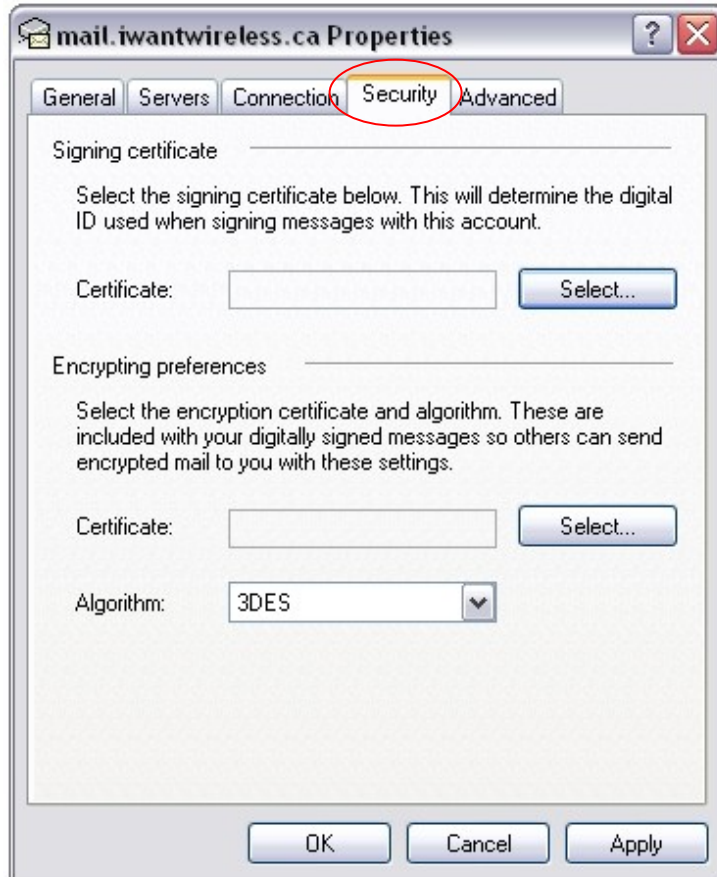 mail.iwantwireless.ca Properties
?
General Servers Connection Security Advanced
Signing certificate
Select the signing certificate below. This will determine the digital
ID used when signing messages with this account.
Certificate: Select...
Encrypting preferences
Select the encryption certificate and algorithm. These are
included with your digitally signed messages so others can send
encrypted mail to you with these settings.
Certificate: Select...
Algorithm: 3DES
OK Cancel Apply